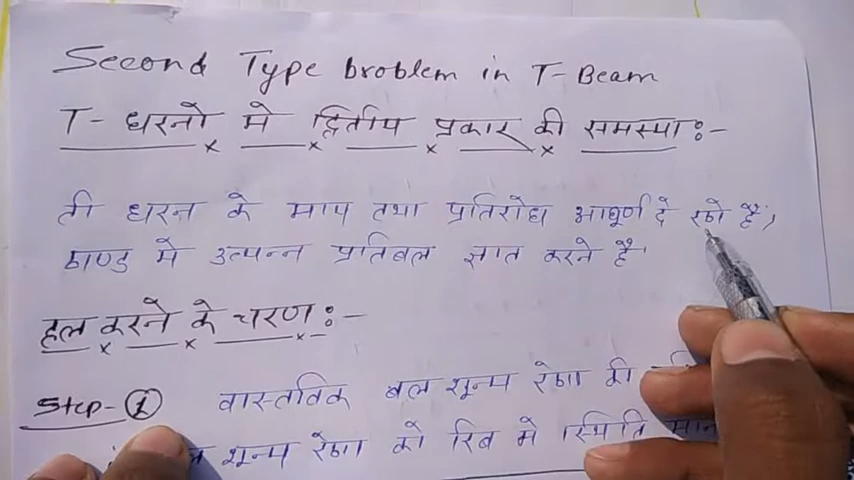 Second Type broblem in T-Beam
T- धरनो मे द्वितीय प्रकार की समस्या :-
ती धरन के माप तथा प्रतिरोध आघूर्ण दे रखे है,
खण्ड मे उत्पन्न प्रतिबल ज्ञात करने है
हल करने के चरण :-
Step- 1 वास्तविक बल शून्य रेखा की
शून्य रेखा को रिब मे स्थिति मान